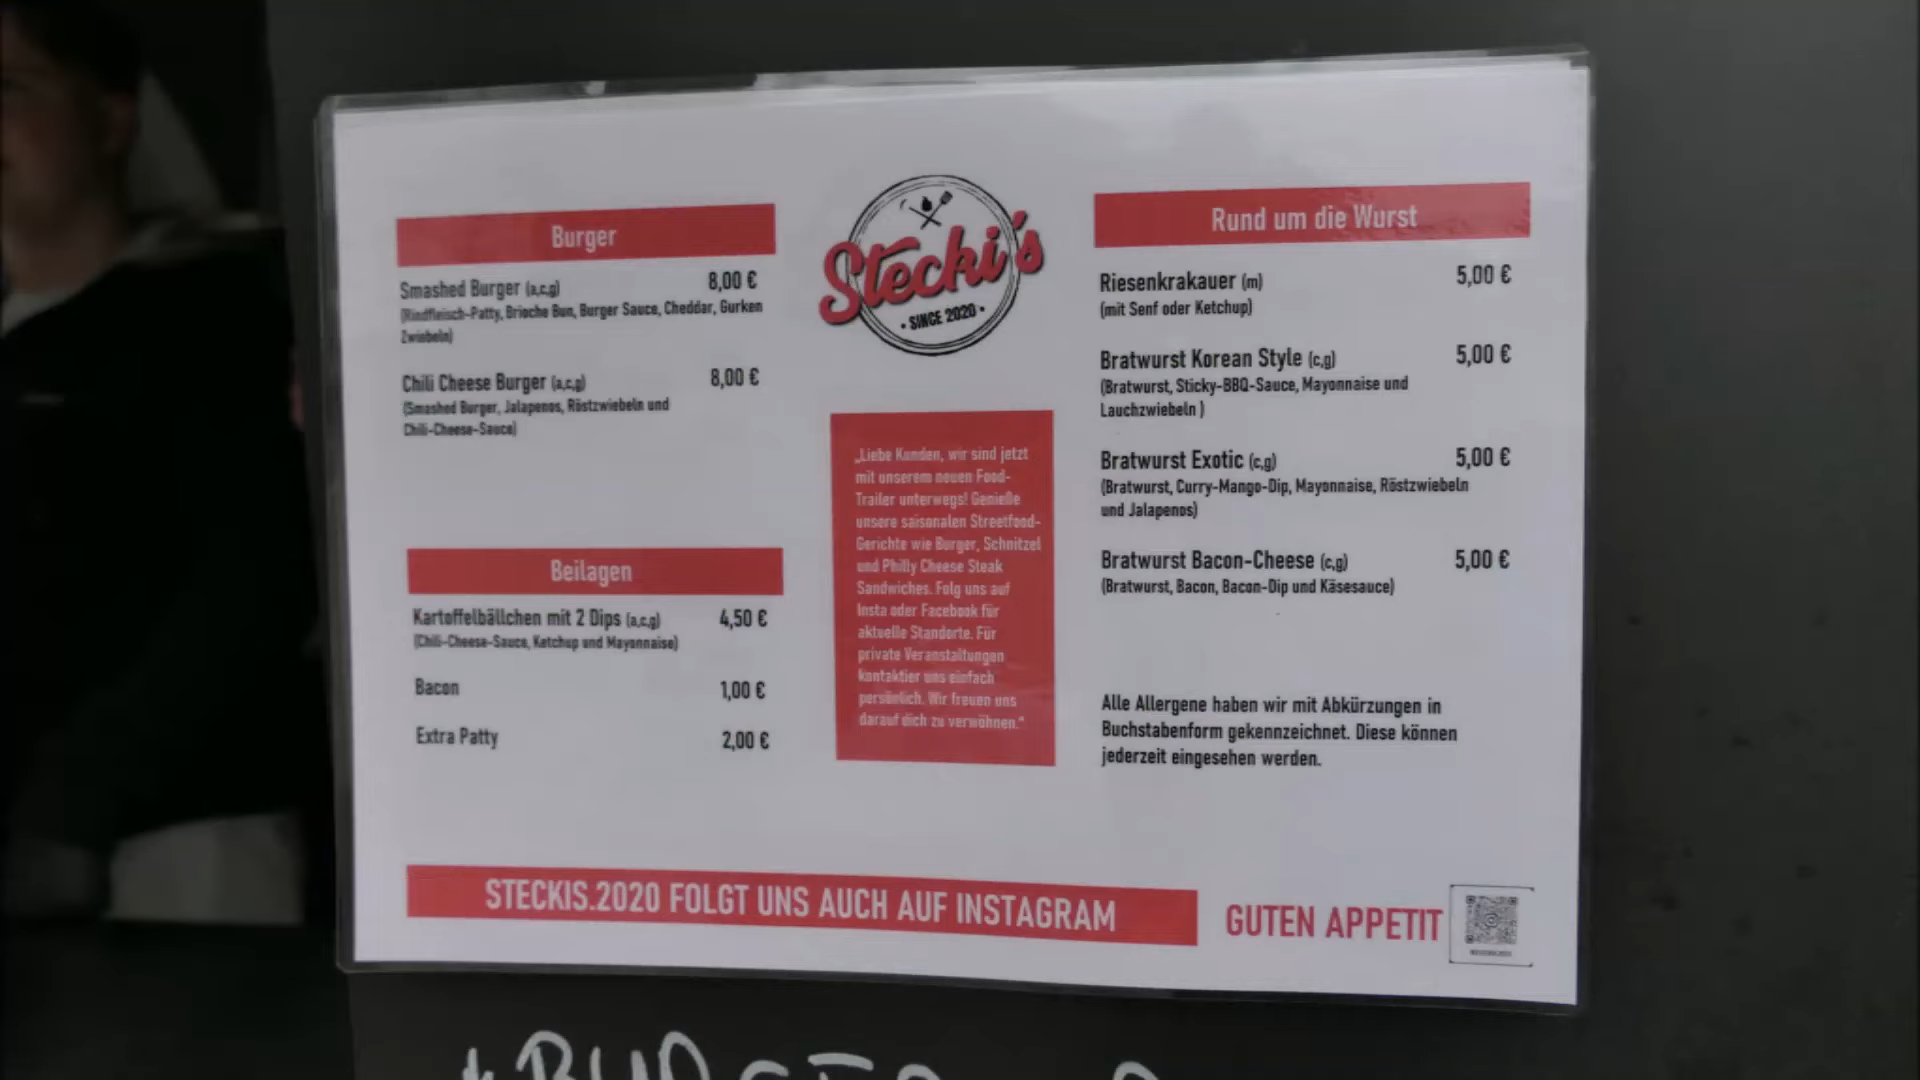 Stecki's
• SINCE 2020 •
Burger
Smashed Burger (a,c,g) 8,00 €
(Rindfleisch-Patty, Brioche Bun, Burger Sauce, Cheddar, Gurken
Zwiebeln)
Chili Cheese Burger (a,c,g) 8,00 €
(Smashed Burger, Jalapenos, Röstzwiebeln und
Chili-Cheese-Sauce)
Beilagen
Kartoffelbällchen mit 2 Dips (a,c,g) 4,50 €
(Chili-Cheese-Sauce, Ketchup und Mayonnaise)
Bacon 1,00 €
Extra Patty 2,00 €
„Liebe Kunden, wir sind jetzt
mit unserem neuen Food-
Trailer unterwegs! Genieße
unsere saisonalen Streetfood-
Gerichte wie Burger, Schnitzel
und Philly Cheese Steak
Sandwiches. Folg uns auf
Insta oder Facebook für
aktuelle Standorte. Für
private Veranstaltungen
kontaktier uns einfach
persönlich. Wir freuen uns
darauf dich zu verwöhnen."
Rund um die Wurst
Riesenkrakauer (m) 5,00 €
(mit Senf oder Ketchup)
Bratwurst Korean Style (c,g) 5,00 €
(Bratwurst, Sticky-BBQ-Sauce, Mayonnaise und
Lauchzwiebeln )
Bratwurst Exotic (c,g) 5,00 €
(Bratwurst, Curry-Mango-Dip, Mayonnaise, Röstzwiebeln
und Jalapenos)
Bratwurst Bacon-Cheese (c,g) 5,00 €
(Bratwurst, Bacon, Bacon-Dip und Käsesauce)
Alle Allergene haben wir mit Abkürzungen in
Buchstabenform gekennzeichnet. Diese können
jederzeit eingesehen werden.
STECKIS.2020 FOLGT UNS AUCH AUF INSTAGRAM
GUTEN APPETIT